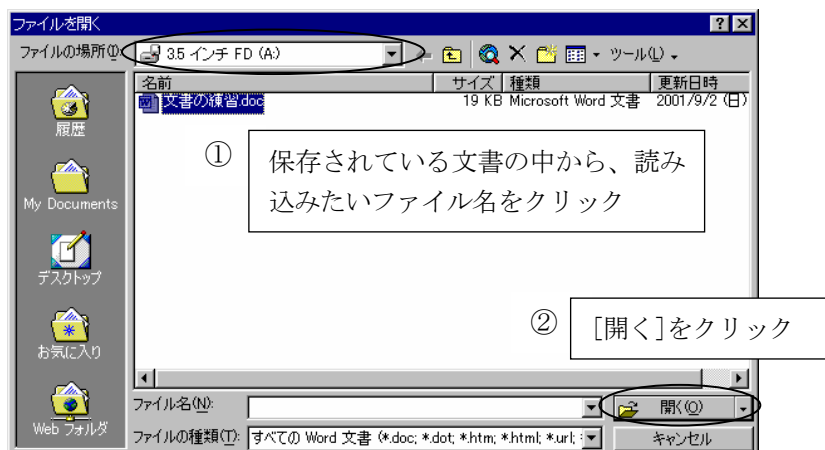 ファイルを開く
ファイルの場所(I): 3.5 インチ FD (A:) ツール(L)
名前 サイズ 種類 更新日時
文書の練習.doc 19 KB Microsoft Word 文書 2001/9/2 (日)
履歴
① 保存されている文書の中から、読み
込みたいファイル名をクリック
My Documents
デスクトップ
② [開く]をクリック
お気に入り
ファイル名(N): 開く(O)
Web フォルダ
ファイルの種類(T): すべての Word 文書 (*.doc; *.dot; *.htm; *.html; *.url; キャンセル